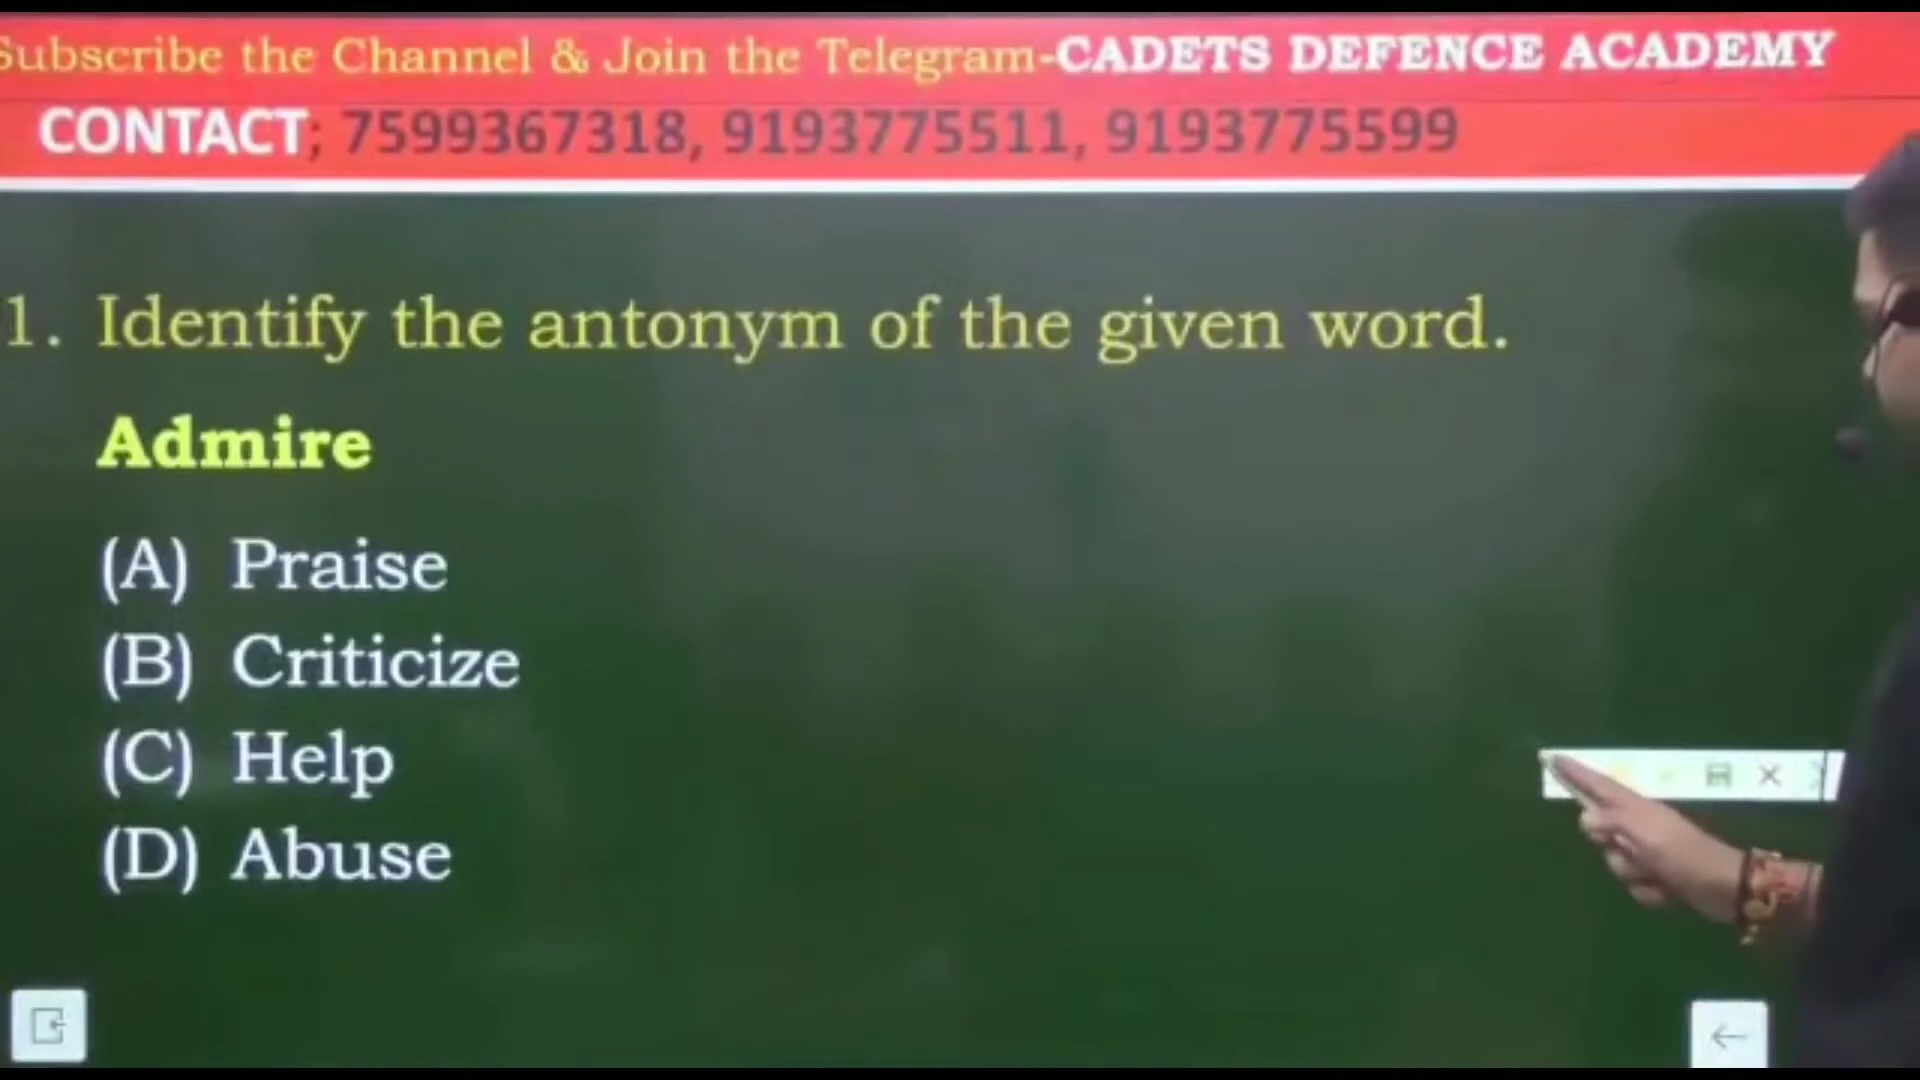 Subscribe the Channel & Join the Telegram-CADETS DEFENCE ACADEMY
CONTACT; 7599367318, 9193775511, 9193775599
1. Identify the antonym of the given word.
Admire
(A) Praise
(B) Criticize
(C) Help
(D) Abuse